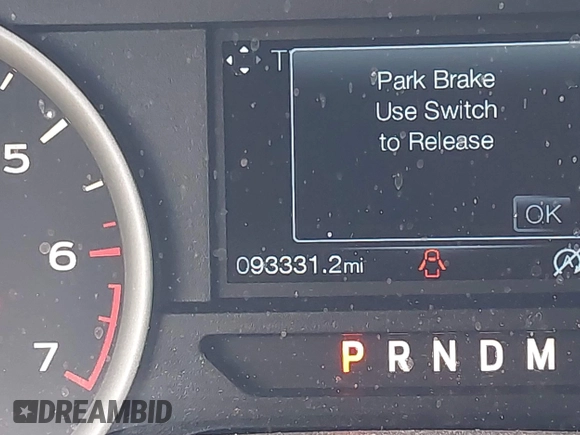 T
Park Brake
Use Switch
to Release
OK
5
6
7
093331.2mi
A
P R N D M
DREAMBID